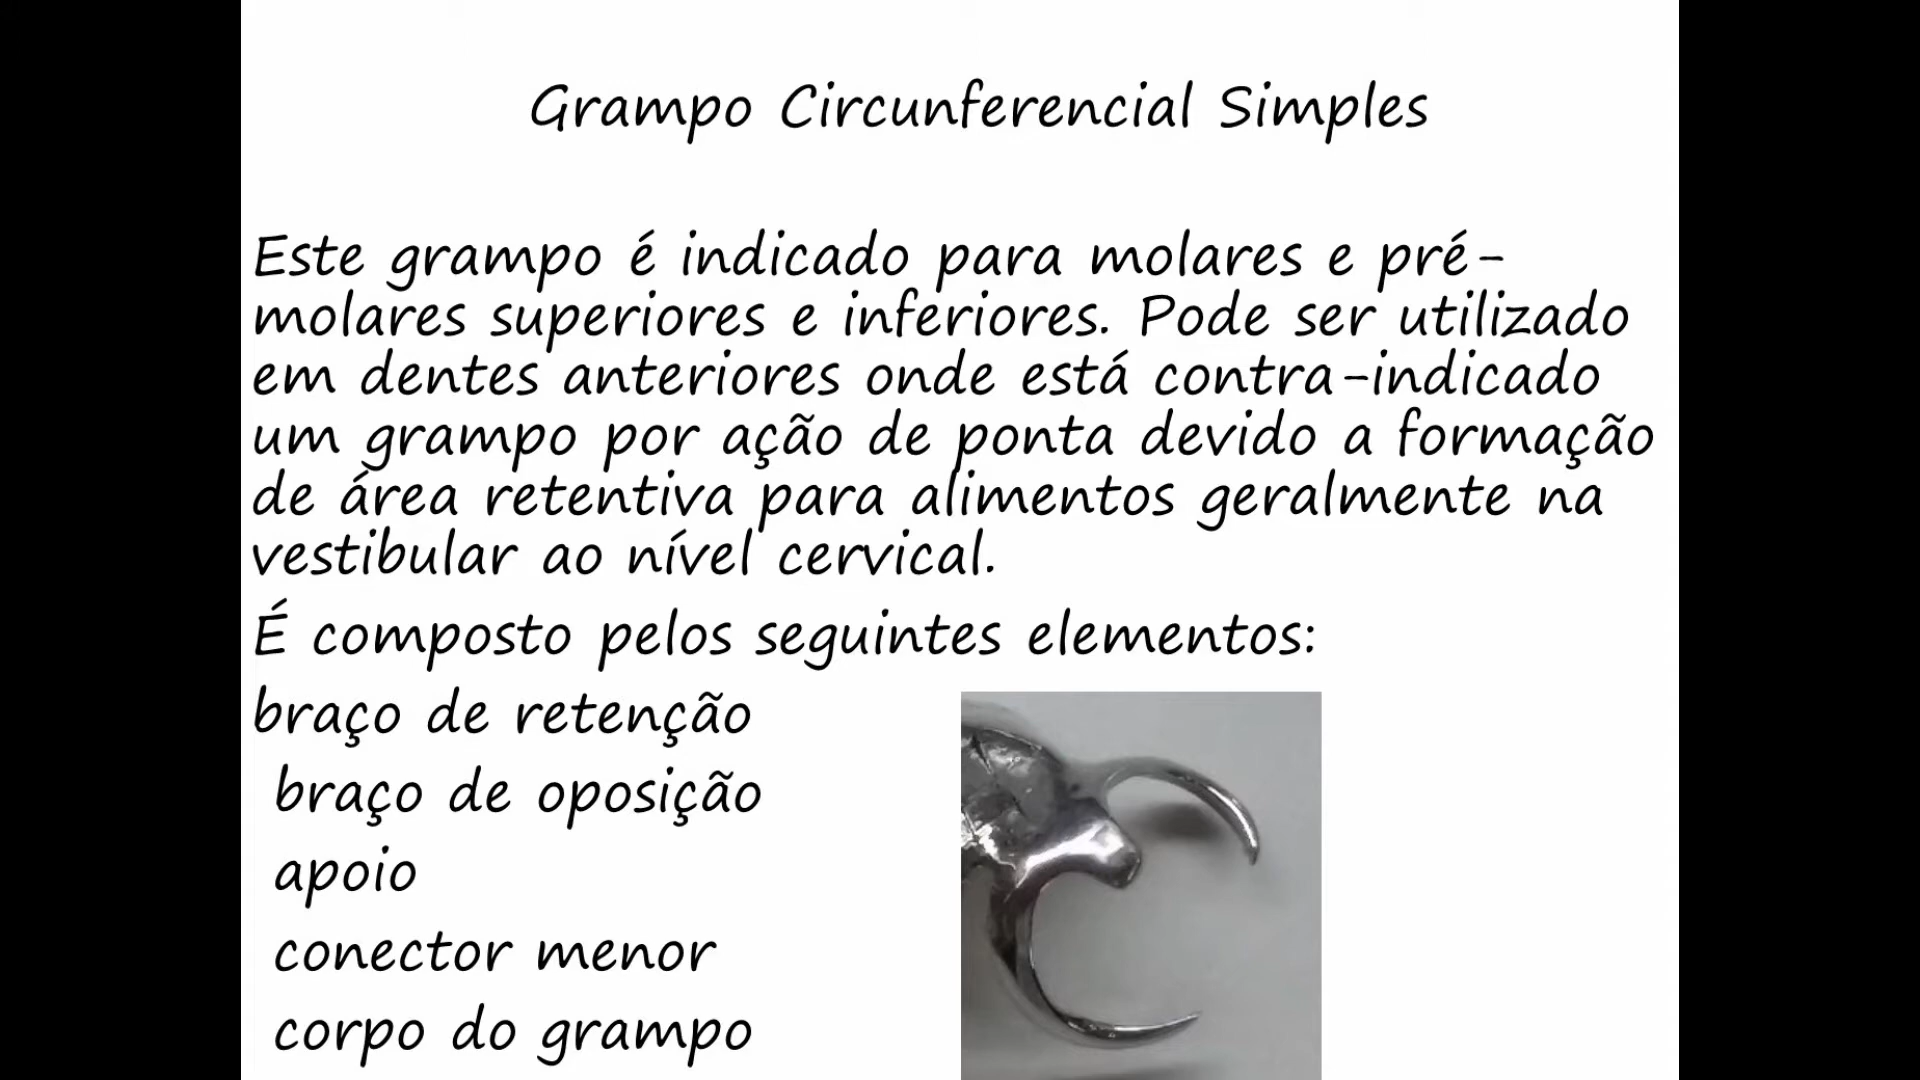 Grampo Circunferencial Simples
Este grampo é indicado para molares e pré-
molares superiores e inferiores. Pode ser utilizado
em dentes anteriores onde está contra-indicado
um grampo por ação de ponta devido a formação
de área retentiva para alimentos geralmente na
vestibular ao nível cervical.
É composto pelos seguintes elementos:
braço de retenção
braço de oposição
apoio
conector menor
corpo do grampo